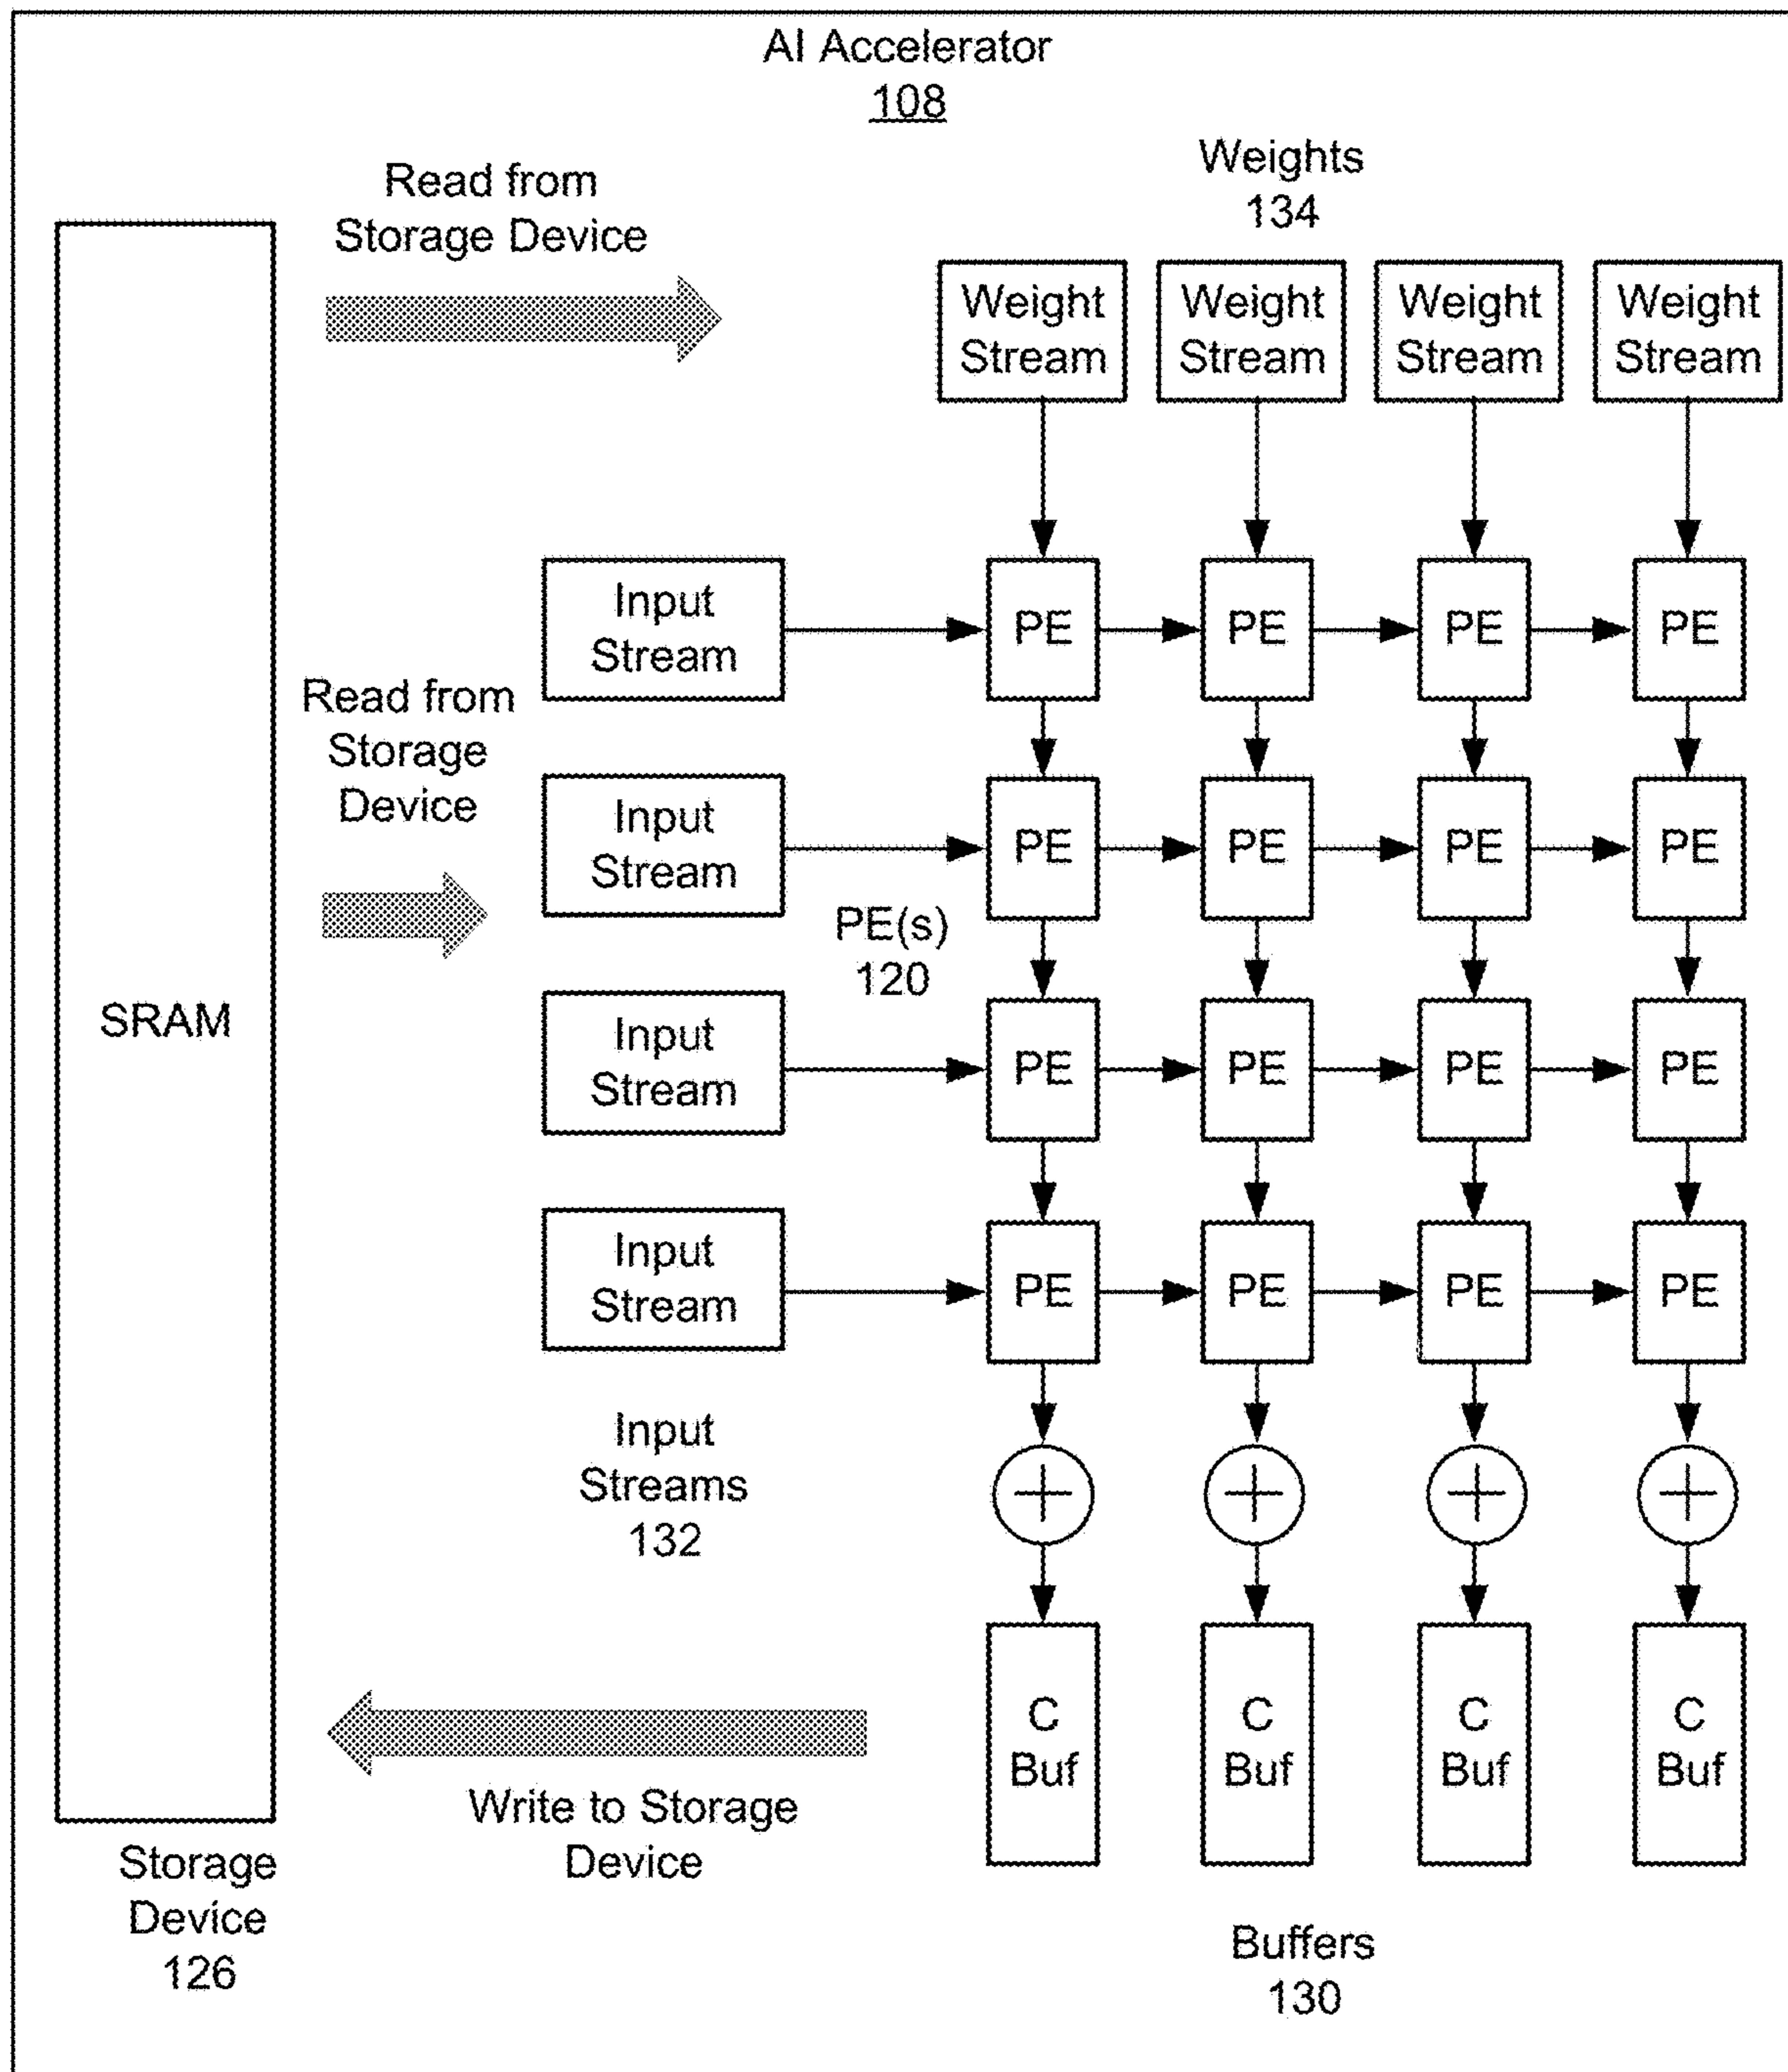 AI Accelerator
108
Read from
Storage Device
Weights
134
Weight
Stream
Weight
Stream
Weight
Stream
Weight
Stream
Input
Stream
PE
PE
PE
PE
Read from
Storage
Device
Input
Stream
PE
PE
PE
PE
PE(s)
120
SRAM
Input
Stream
PE
PE
PE
PE
Input
Stream
PE
PE
PE
PE
Input
Streams
132
C
Buf
C
Buf
C
Buf
C
Buf
Write to Storage
Device
Storage
Device
126
Buffers
130